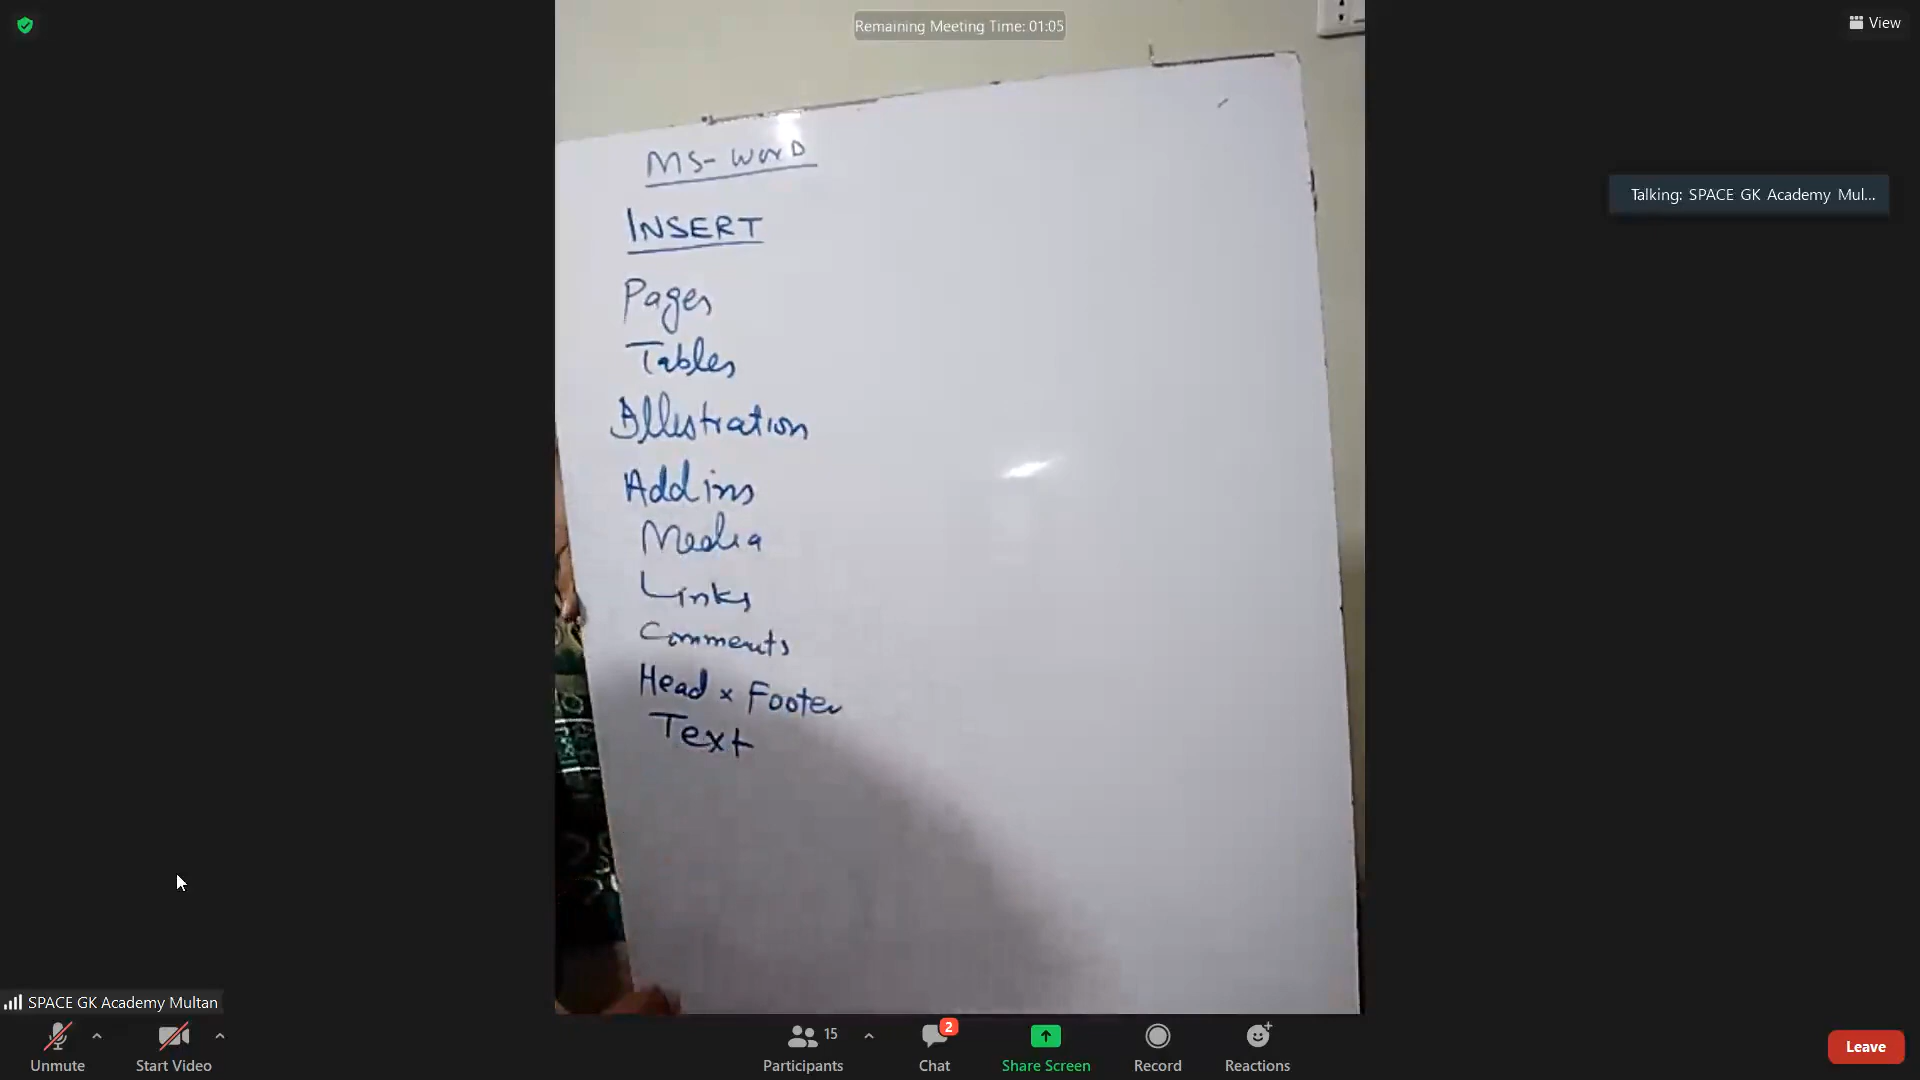 Remaining Meeting Time: 01:05
View
Talking: SPACE GK Academy Mul...
MS-WORD
INSERT
Pages
Tables
Illustration
Addins
Media
Links
Comments
Head & Footer
Text
SPACE GK Academy Multan
Unmute
Start Video
15
Participants
2
Chat
Share Screen
Record
Reactions
Leave